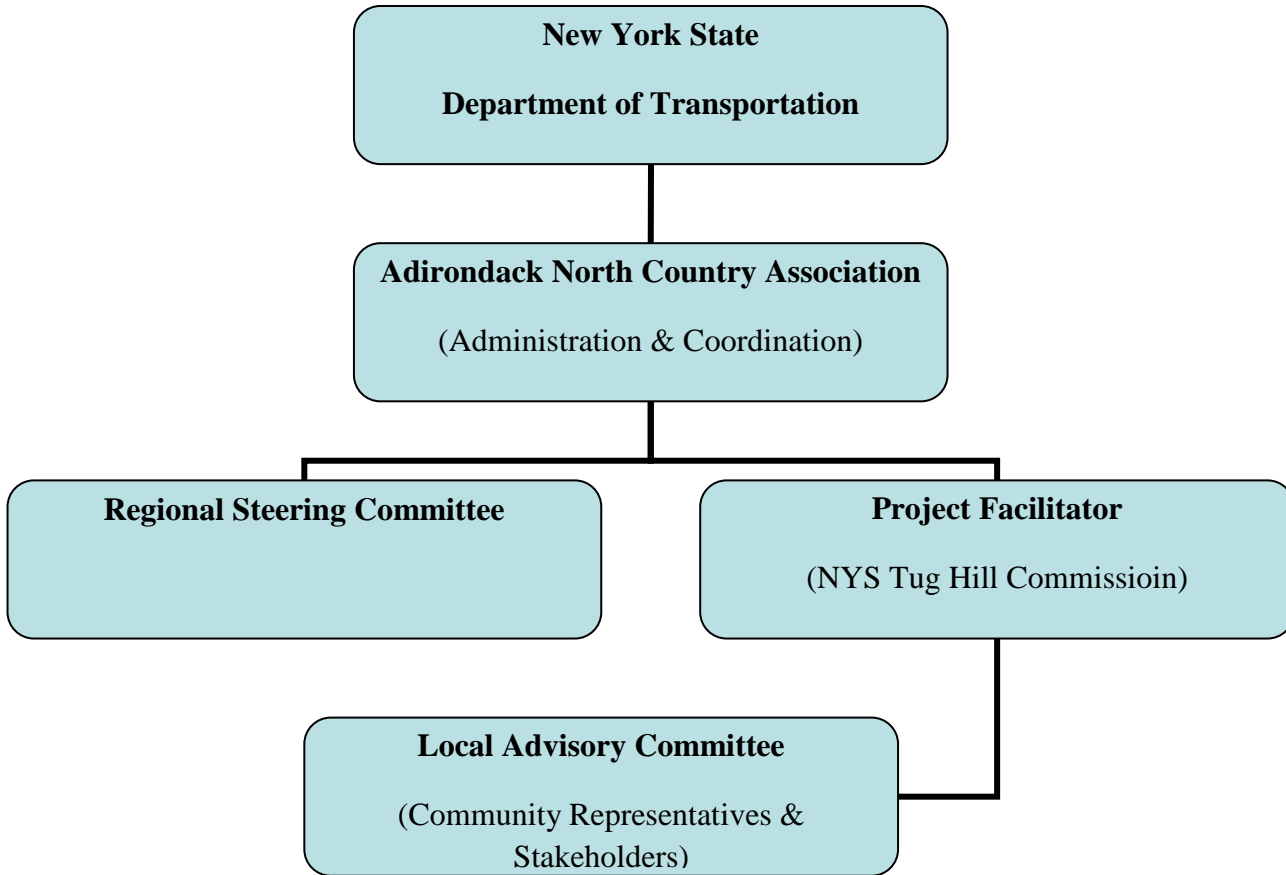 New York State
Department of Transportation
Adirondack North Country Association
(Administration & Coordination)
Regional Steering Committee
Project Facilitator
(NYS Tug Hill Commissioin)
Local Advisory Committee
(Community Representatives &
Stakeholders)